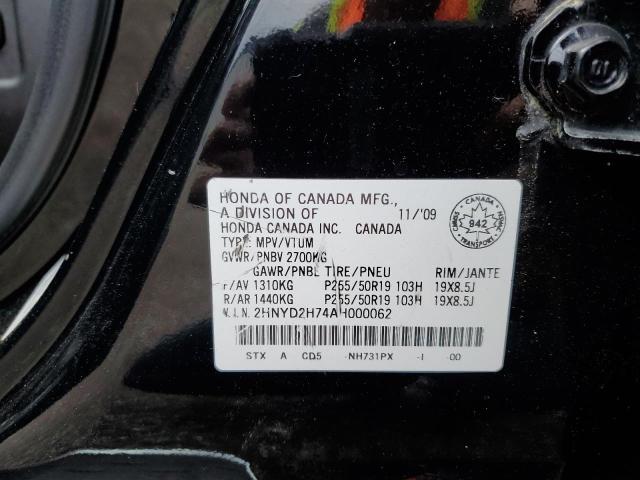 HONDA OF CANADA MFG.,
A DIVISION OF 11/'09
HONDA CANADA INC. CANADA
TYPE: MPV/VTUM
GVWR/PNBV 2700KG
GAWR/PNBE TIRE/PNEU RIM/JANTE
F/AV 1310KG P255/50R19 103H 19X8.5J
R/AR 1440KG P255/50R19 103H 19X8.5J
V.I.N. 2HNYD2H74AH000062
STX A CD5 NH731PX -I 00
CANADA
942
TRANSPORT